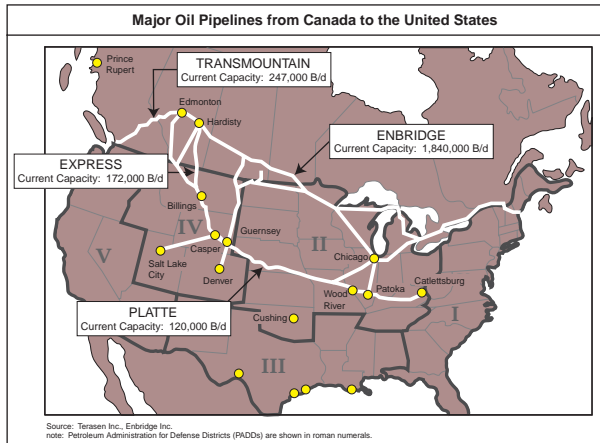 Major Oil Pipelines from Canada to the United States
Prince
Rupert
TRANSMOUNTAIN
Current Capacity: 247,000 B/d
Edmonton
Hardisty
ENBRIDGE
Current Capacity: 1,840,000 B/d
EXPRESS
Current Capacity: 172,000 B/d
Billings
IV
Guernsey
II
V
Casper
Chicago
Salt Lake
City
Denver
Wood
River
Patoka
Catlettsburg
PLATTE
Current Capacity: 120,000 B/d
Cushing
I
III
Source: Terasen Inc., Enbridge Inc.
note: Petroleum Administration for Defense Districts (PADDs) are shown in roman numerals.